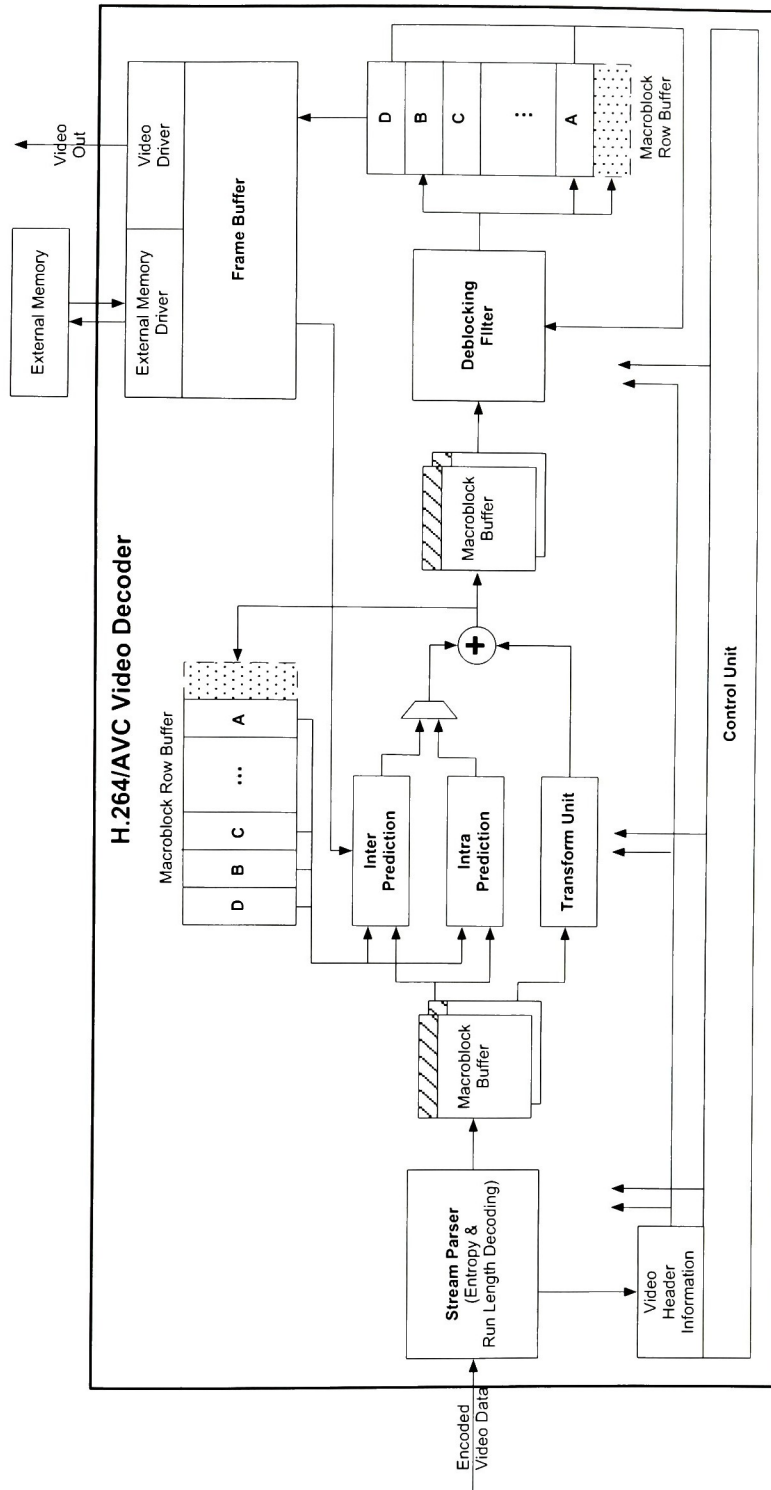 H.264/AVC Video Decoder
External Memory
Video
Out
External Memory
Driver
Video
Driver
Frame Buffer
Macroblock Row Buffer
D
B
C
...
A
Inter
Prediction
Intra
Prediction
Transform Unit
+
Encoded
Video Data
Stream Parser
(Entropy &
Run Length Decoding)
Macroblock
Buffer
Macroblock
Buffer
Deblocking
FIlter
D
B
C
...
A
Macroblock
Row Buffer
Video
Header
Information
Control Unit